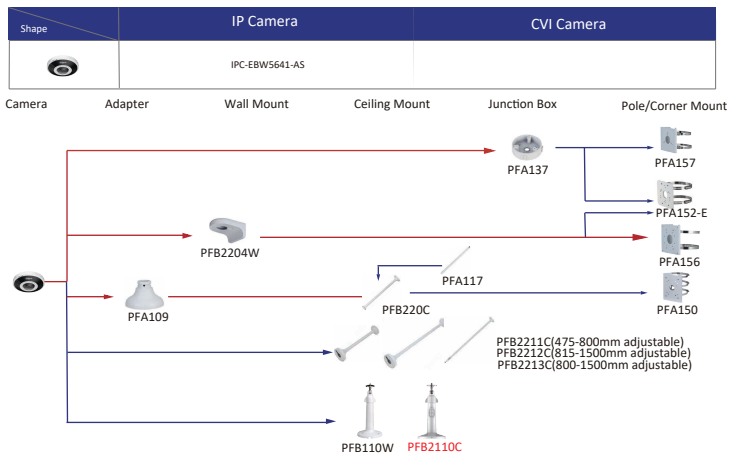 Shape
IP Camera
CVI Camera
IPC-EBW5641-AS
Camera
Adapter
Wall Mount
Ceiling Mount
Junction Box
Pole/Corner Mount
PFA137
PFA157
PFA152-E
PFB2204W
PFA156
PFA117
PFA109
PFB220C
PFA150
PFB2211C(475-800mm adjustable)
PFB2212C(815-1500mm adjustable)
PFB2213C(800-1500mm adjustable)
PFB110W
PFB2110C